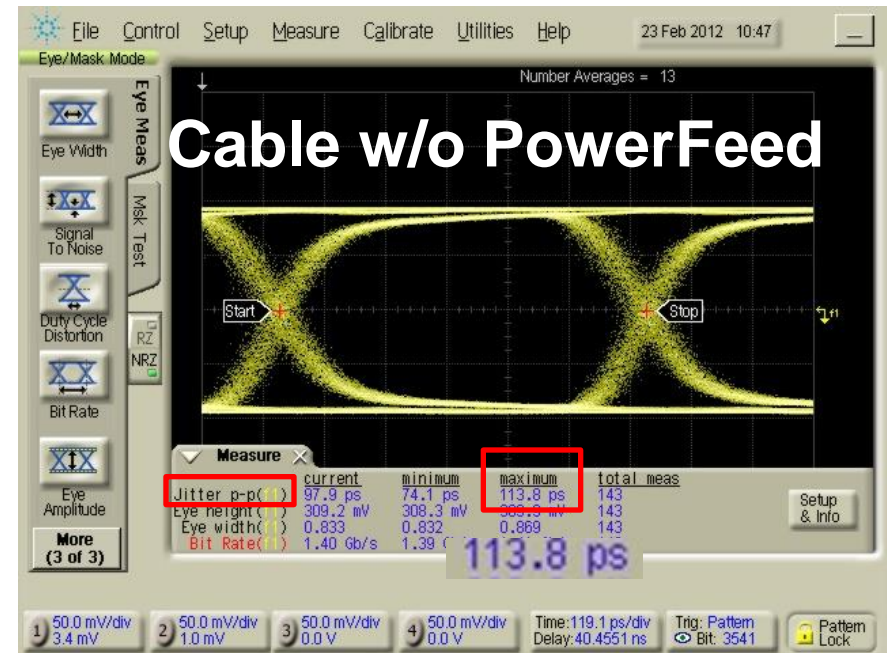 File Control Setup Measure Calibrate Utilities Help 23 Feb 2012 10:47
Eye/Mask Mode
Number Averages = 13
Cable w/o PowerFeed
Eye Meas
Msk Test
Eye Width
Signal
To Noise
Duty Cycle
Distortion
RZ
NRZ
Bit Rate
Eye
Amplitude
More
(3 of 3)
Start
Stop
f1
Measure
current minimum maximum total meas
Jitter p-p(f1) 97.9 ps 74.1 ps 113.8 ps 143
Eye height(f1) 309.2 mV 308.3 mV mV 143
Eye width(f1) 0.833 0.832 0.869 143
Bit Rate(f1) 1.40 Gb/s 1.39
113.8 ps
Setup
& Info
1) 50.0 mV/div
3.4 mV
2) 50.0 mV/div
1.0 mV
3) 50.0 mV/div
0.0 V
4) 50.0 mV/div
0.0 V
Time:119.1 ps/div
Delay:40.4551 ns
Trig: Pattern
Bit: 3541
Pattern
Lock